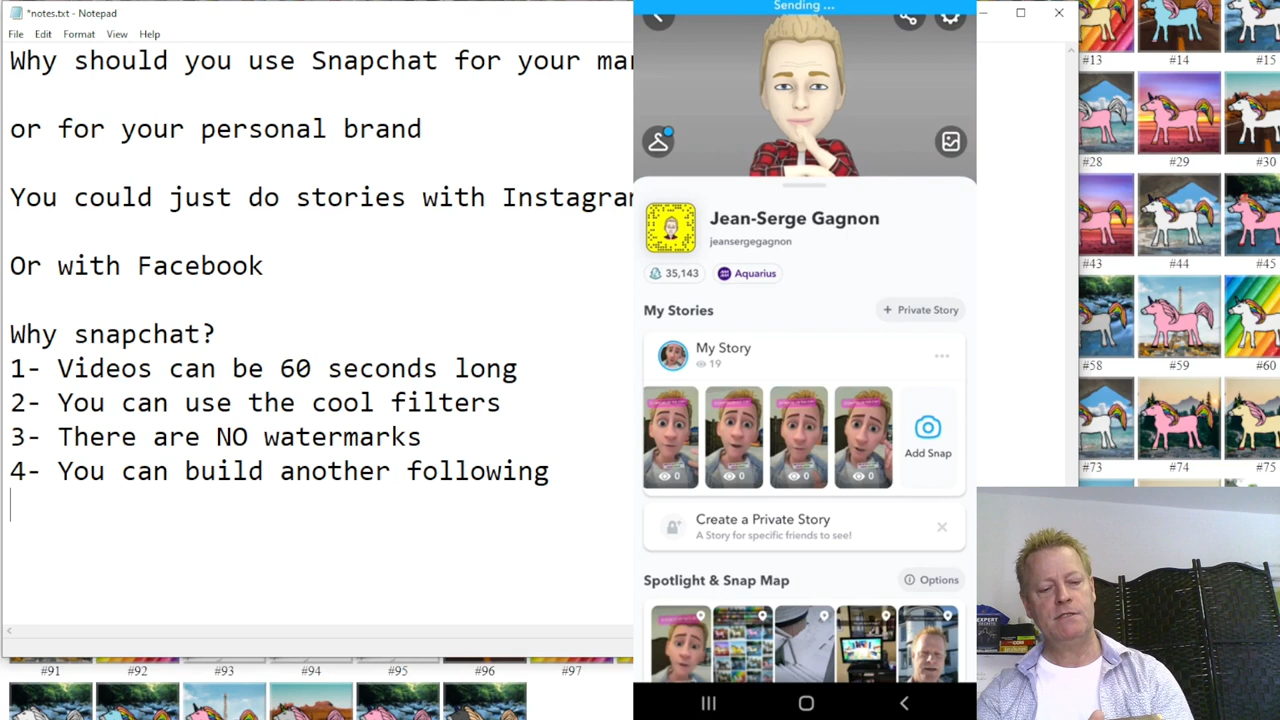 *notes.txt - Notepad
File Edit Format View Help
Why should you use Snapchat for your
or for your personal brand
You could just do stories with
Or with Facebook
Why snapchat?
1- Videos can be 60 seconds long
2- You can use the cool filters
3- There are NO watermarks
4- You can build another following
Sending ...
Jean-Serge Gagnon
jeansergegagnon
35,143
Aquarius
My Stories
+ Private Story
My Story
19
0
0
0
0
Add Snap
Create a Private Story
A Story for specific friends to see!
Spotlight & Snap Map
Options
#13 #14 #15
#28 #29 #30
#43 #44 #45
#58 #59 #60
#73 #74 #75
#91 #92 #93 #94 #95 #96 #97
EXPERT